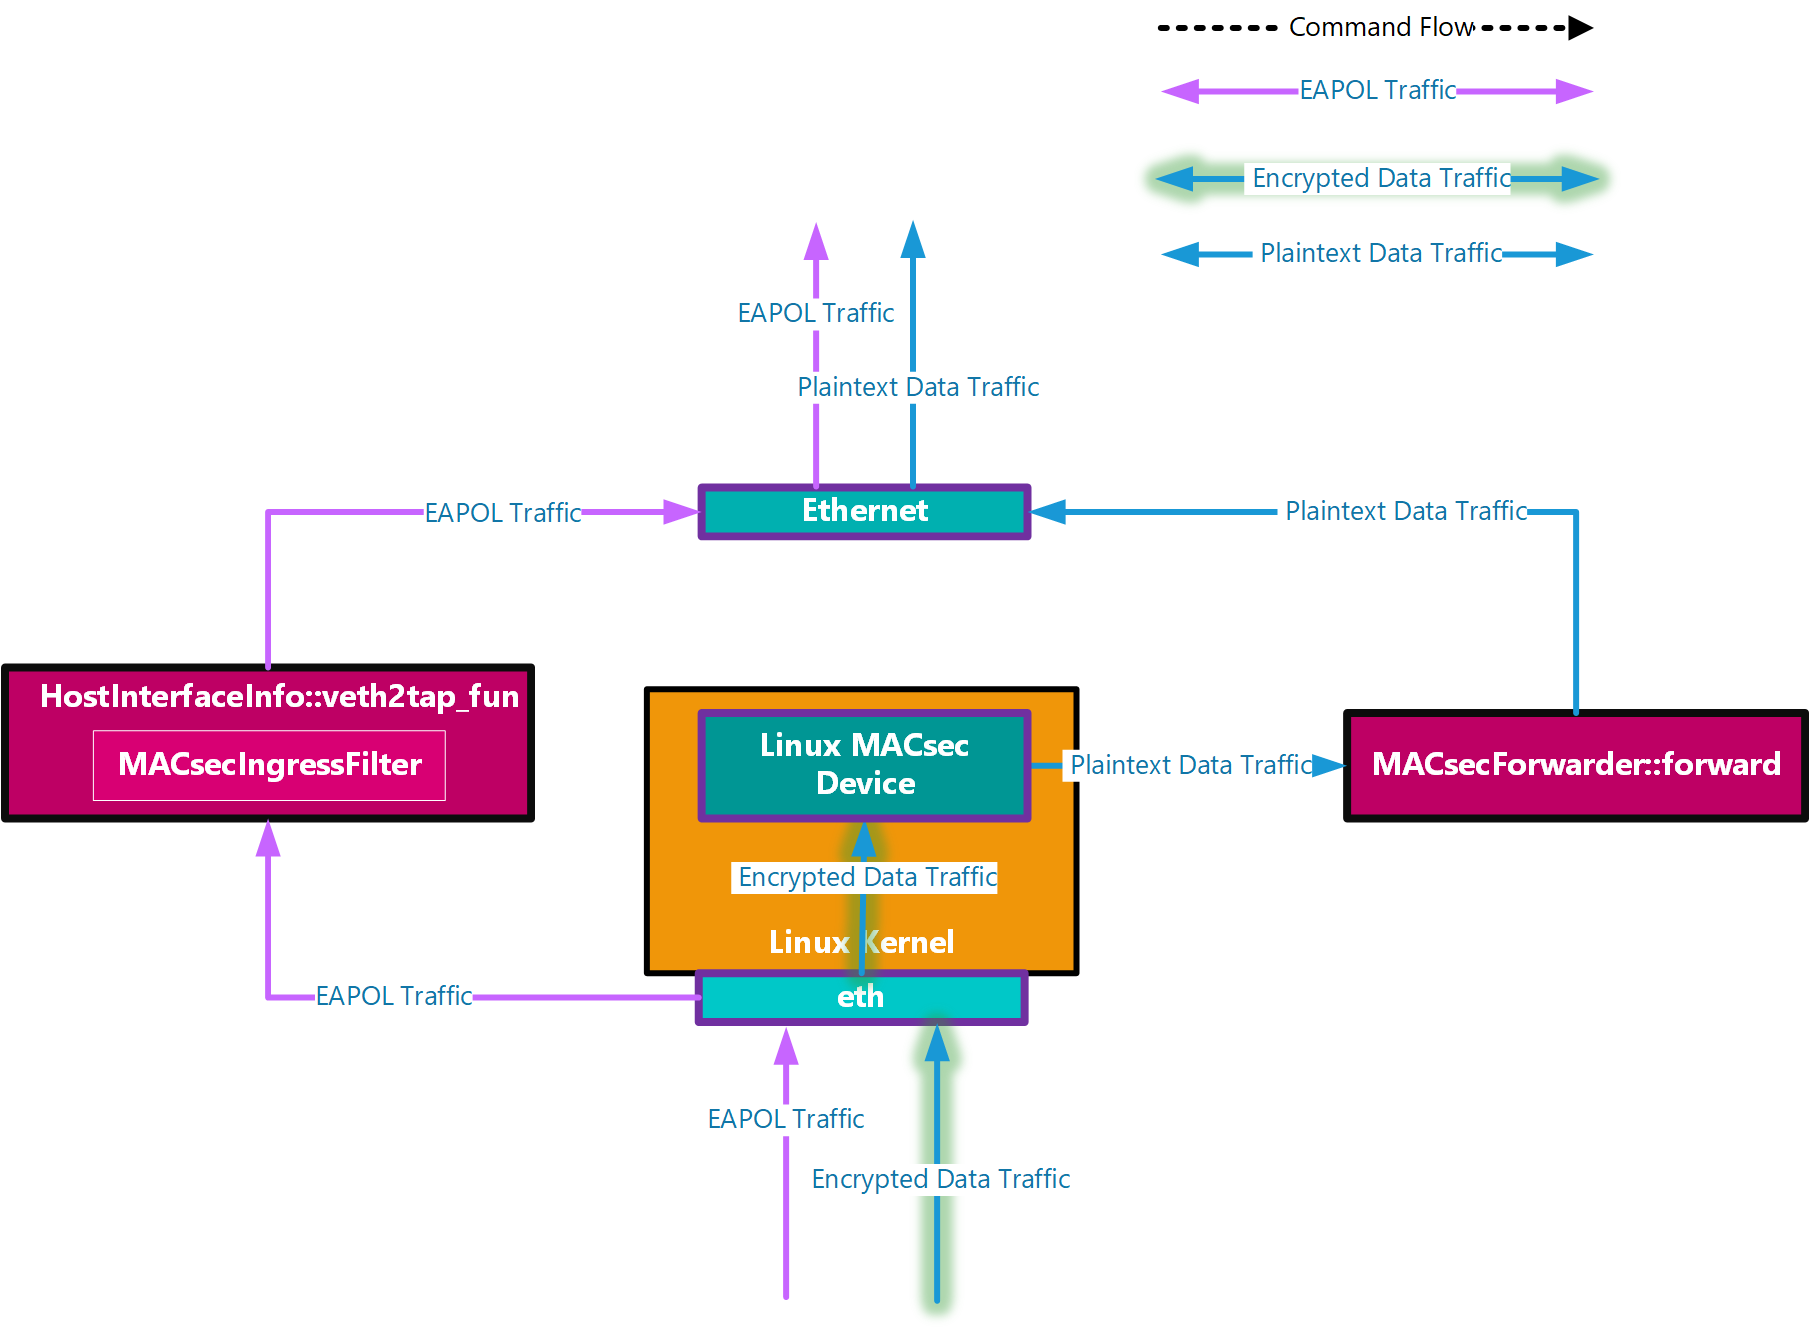 Command Flow
EAPOL Traffic
Encrypted Data Traffic
Plaintext Data Traffic
EAPOL Traffic
Plaintext Data Traffic
EAPOL Traffic
Ethernet
Plaintext Data Traffic
HostInterfaceInfo::veth2tap_fun
MACsecIngressFilter
Linux MACsec
Device
Plaintext Data Traffic
MACsecForwarder::forward
Encrypted Data Traffic
Linux Kernel
EAPOL Traffic
eth
EAPOL Traffic
Encrypted Data Traffic